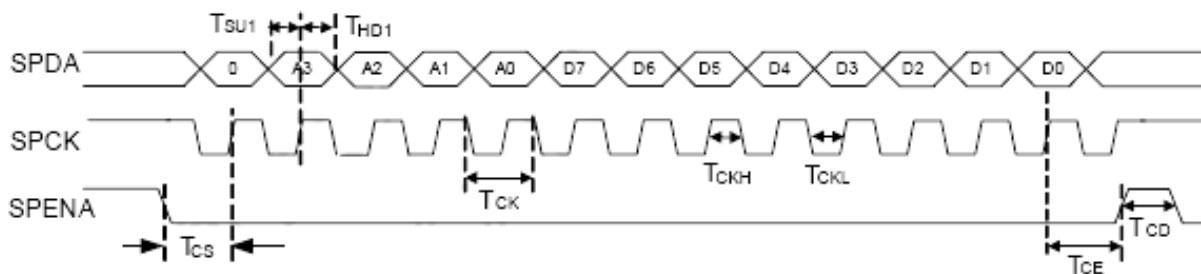 TSU1 THD1
SPDA 0 A3 A2 A1 A0 D7 D6 D5 D4 D3 D2 D1 D0
SPCK
TCK TCKH TCKL
SPENA
TCS TCE TCD